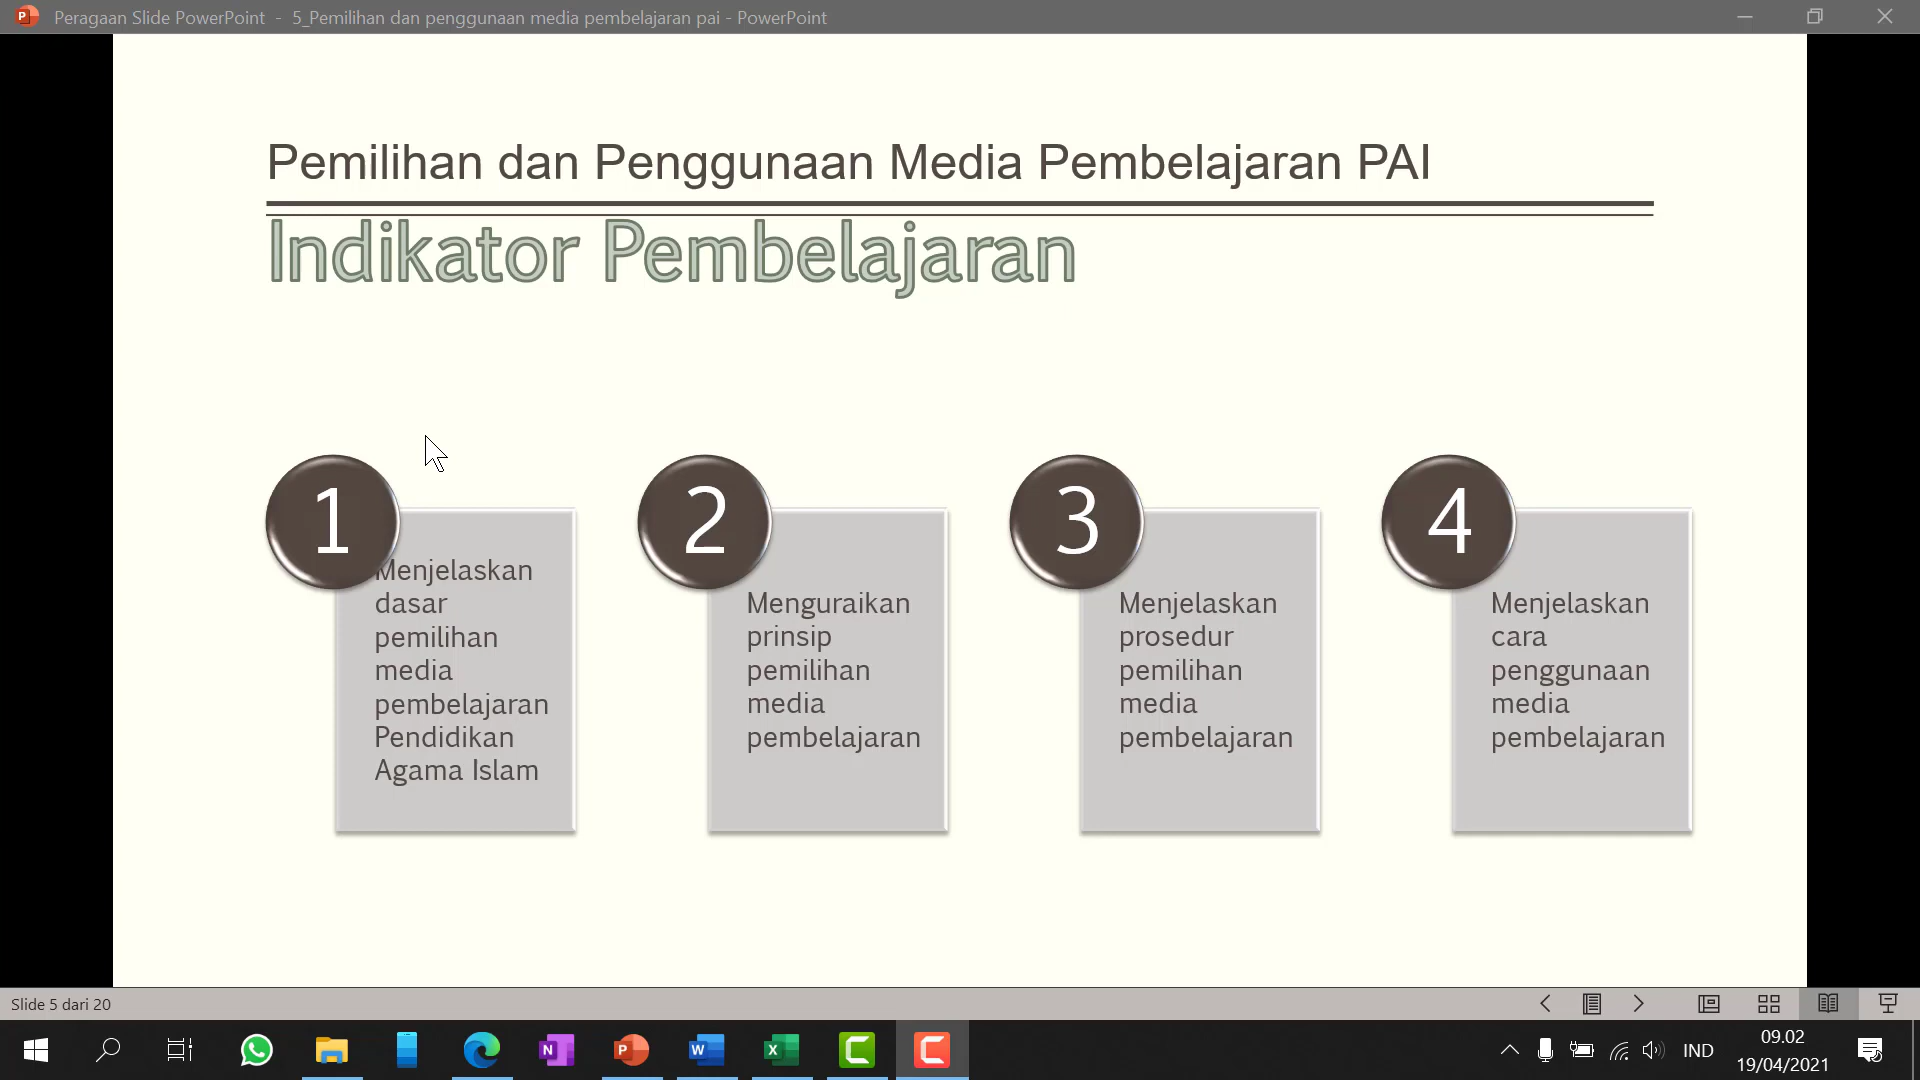 Peragaan Slide PowerPoint - 5_Pemilihan dan penggunaan media pembelajaran pai - PowerPoint
Pemilihan dan Penggunaan Media Pembelajaran PAI
Indikator Pembelajaran
1
Menjelaskan
dasar
pemilihan
media
pembelajaran
Pendidikan
Agama Islam
2
Menguraikan
prinsip
pemilihan
media
pembelajaran
3
Menjelaskan
prosedur
pemilihan
media
pembelajaran
4
Menjelaskan
cara
penggunaan
media
pembelajaran
Slide 5 dari 20
IND
09.02
19/04/2021